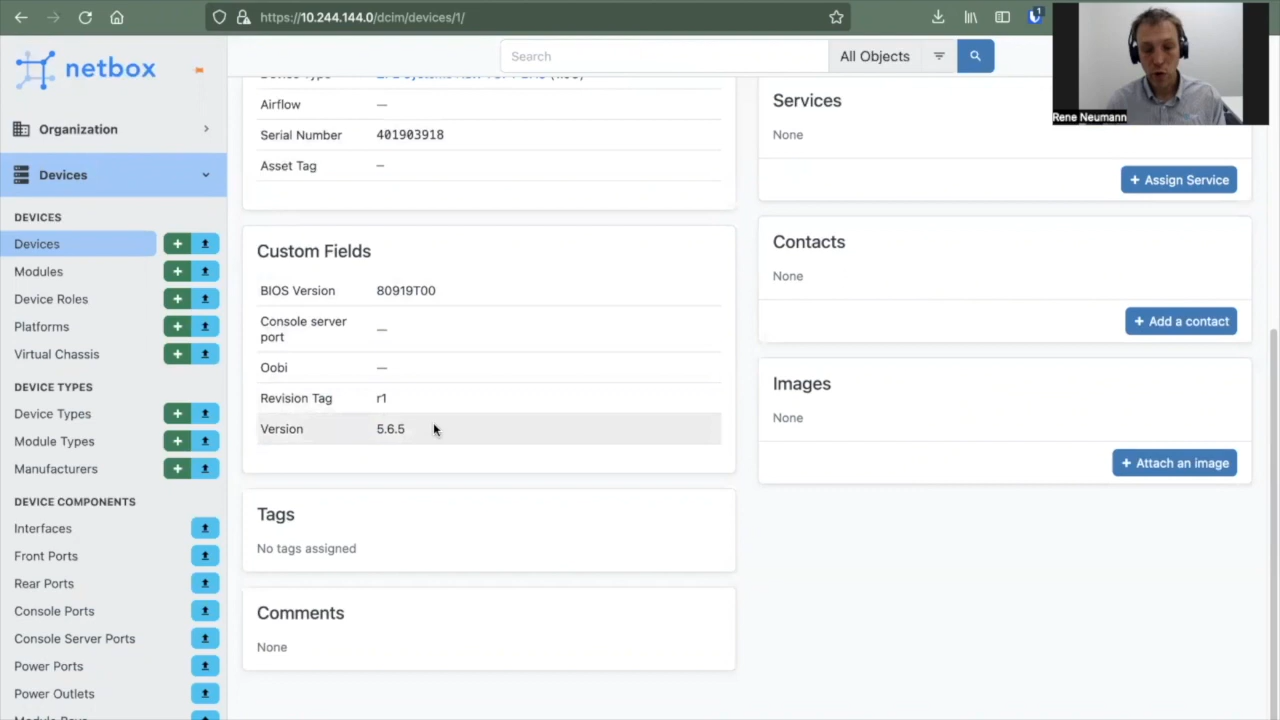 https://10.244.144.0/dcim/devices/1/
1
netbox
Search
All Objects
Rene Neumann
Organization
Devices
DEVICES
Devices
Modules
Device Roles
Platforms
Virtual Chassis
DEVICE TYPES
Device Types
Module Types
Manufacturers
DEVICE COMPONENTS
Interfaces
Front Ports
Rear Ports
Console Ports
Console Server Ports
Power Ports
Power Outlets
Airflow —
Serial Number 401903918
Asset Tag —
Custom Fields
BIOS Version 80919T00
Console server
port —
Oobi —
Revision Tag r1
Version 5.6.5
Tags
No tags assigned
Comments
None
Services
None
+ Assign Service
Contacts
None
+ Add a contact
Images
None
+ Attach an image